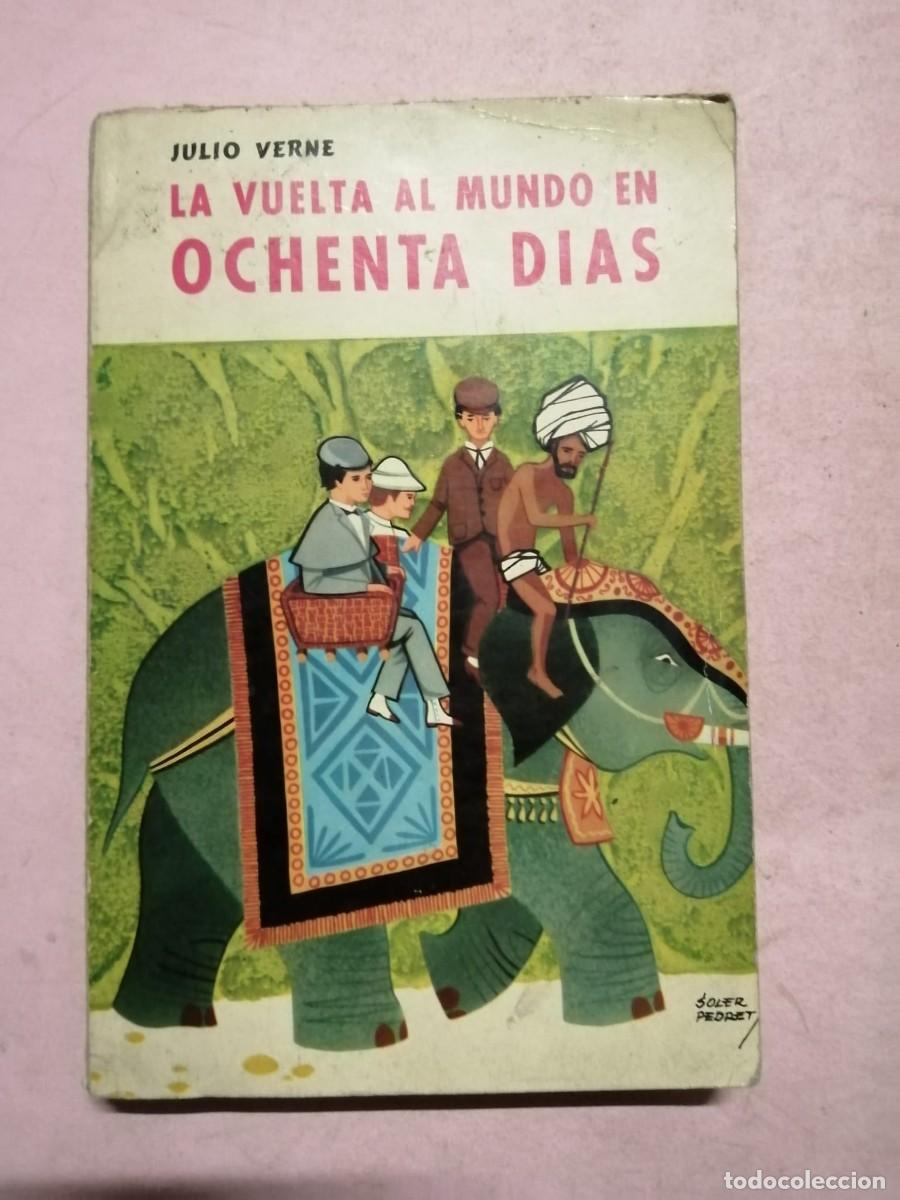 JULIO VERNE
LA VUELTA AL MUNDO EN
OCHENTA DIAS
SOLER
PEDRET
todocoleccion